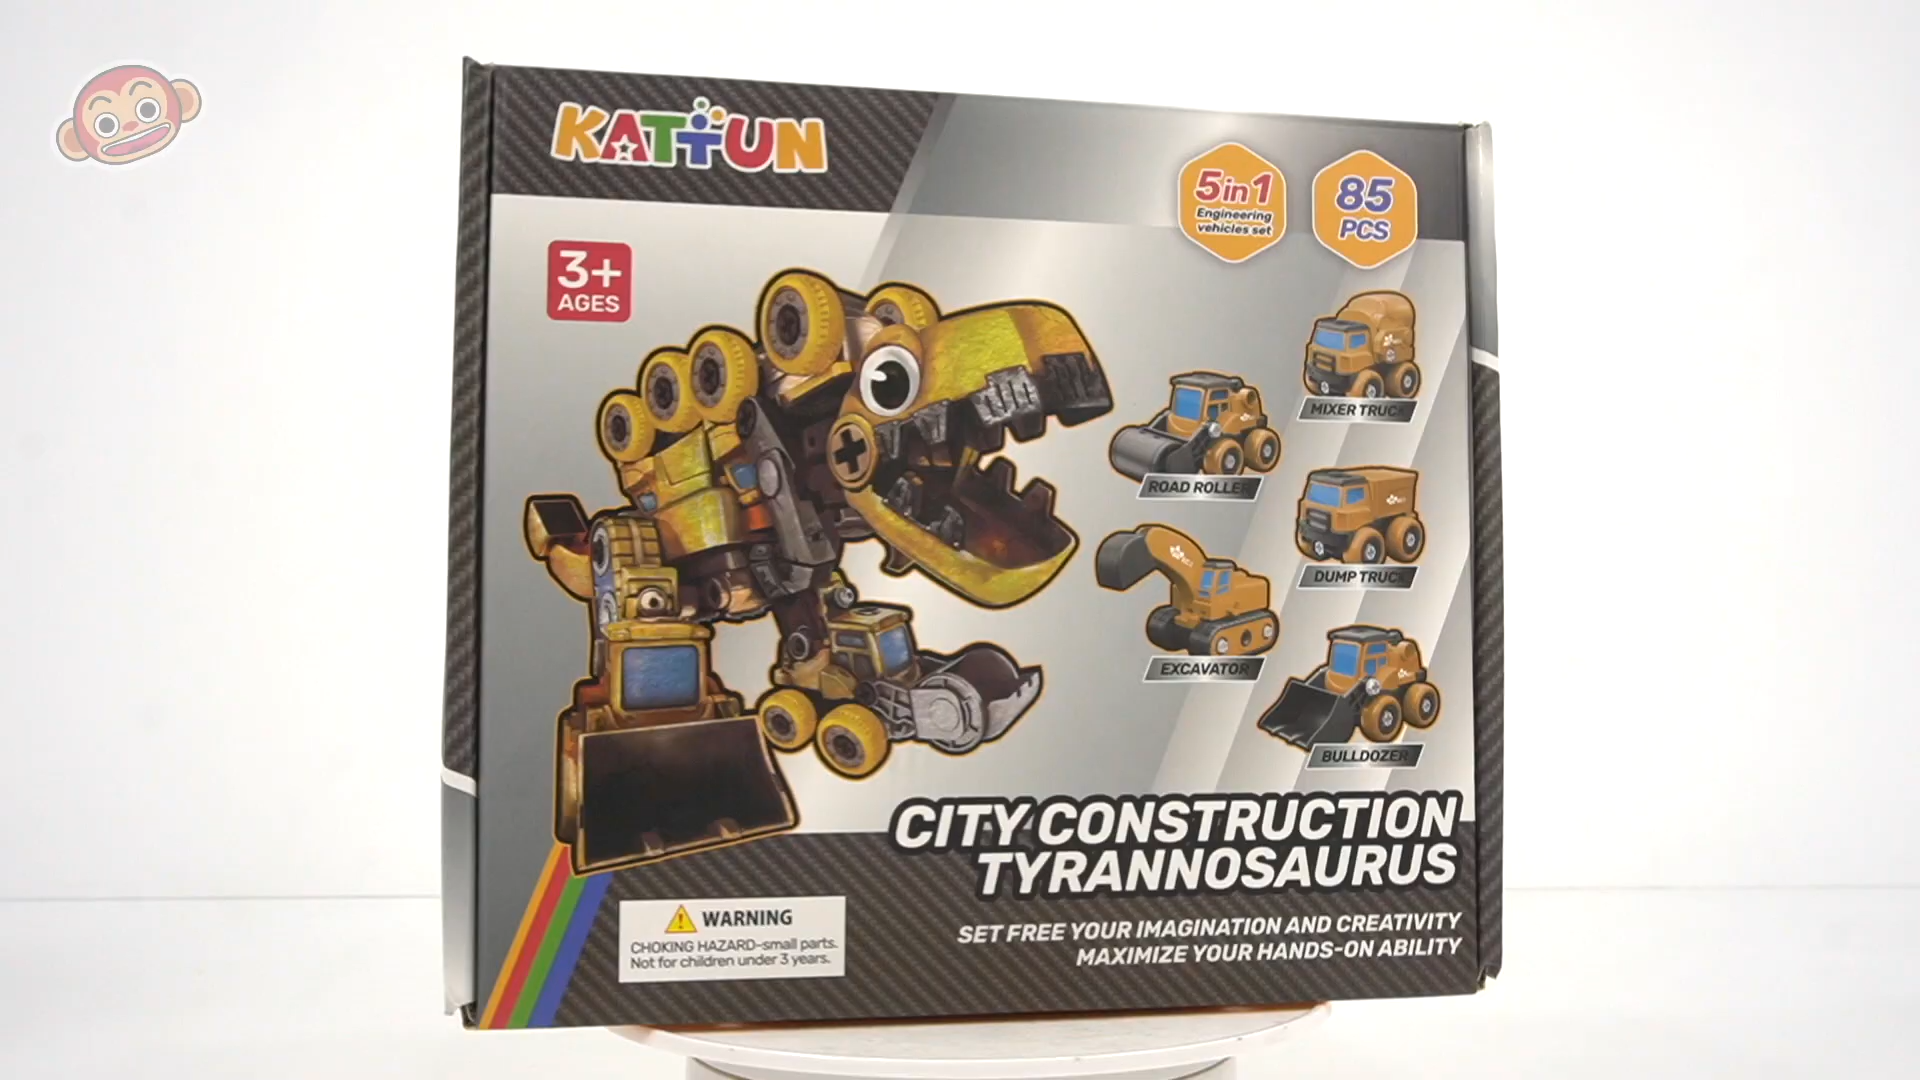 KATTUN
5in1
Engineering
vehicles set
85
PCS
3+
AGES
MIXER TRUCK
ROAD ROLLER
DUMP TRUCK
EXCAVATOR
BULLDOZER
CITY CONSTRUCTION
TYRANNOSAURUS
SET FREE YOUR IMAGINATION AND CREATIVITY
MAXIMIZE YOUR HANDS-ON ABILITY
WARNING
CHOKING HAZARD-small parts.
Not for children under 3 years.